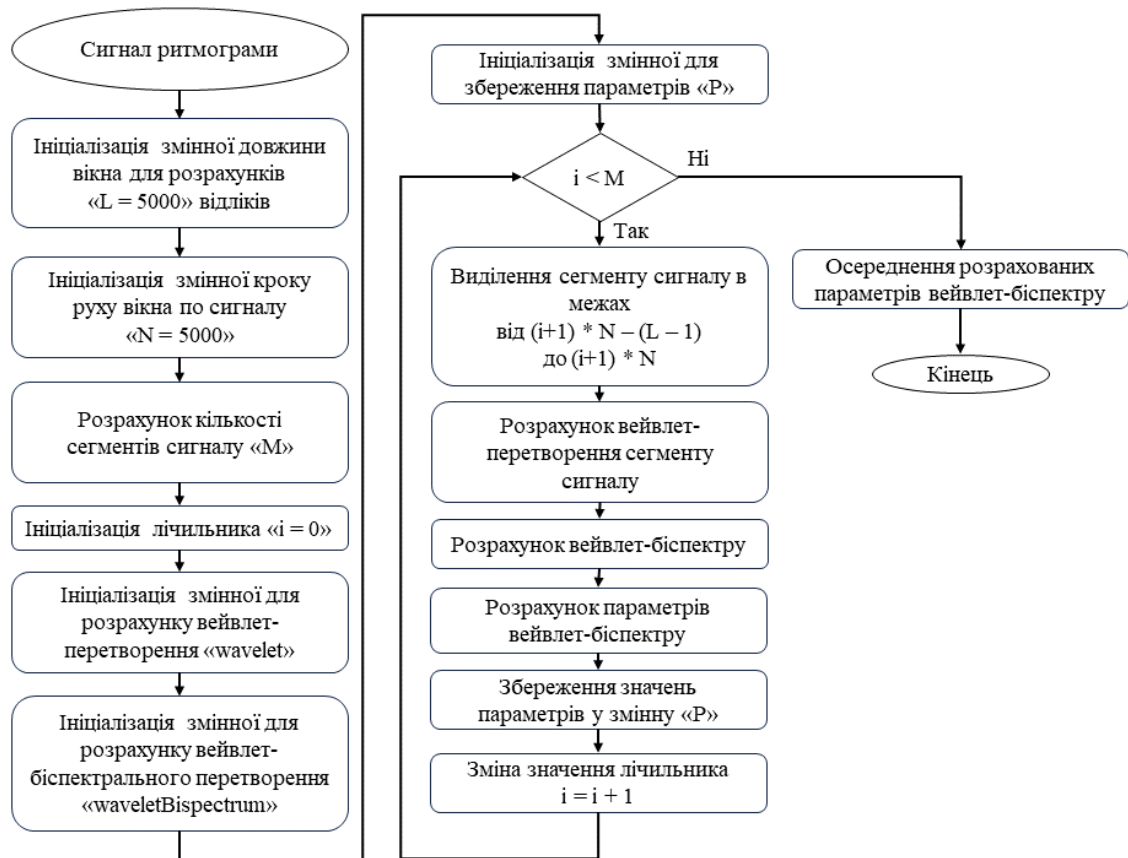 Сигнал ритмограми
Ініціалізація змінної довжини
вікна для розрахунків
«L = 5000» відліків
Ініціалізація змінної кроку
руху вікна по сигналу
«N = 5000»
Розрахунок кількості
сегментів сигналу «M»
Ініціалізація лічильника «i = 0»
Ініціалізація змінної для
розрахунку вейвлет-
перетворення «wavelet»
Ініціалізація змінної для
розрахунку вейвлет-
біспектрального перетворення
«waveletBispectrum»
Ініціалізація змінної для
збереження параметрів «P»
i < M
Ні
Так
Виділення сегменту сигналу в
межах
від (i+1) * N – (L – 1)
до (i+1) * N
Розрахунок вейвлет-
перетворення сегменту
сигналу
Розрахунок вейвлет-біспектру
Розрахунок параметрів
вейвлет-біспектру
Збереження значень
параметрів у змінну «P»
Зміна значення лічильника
i = i + 1
Осереднення розрахованих
параметрів вейвлет-біспектру
Кінець